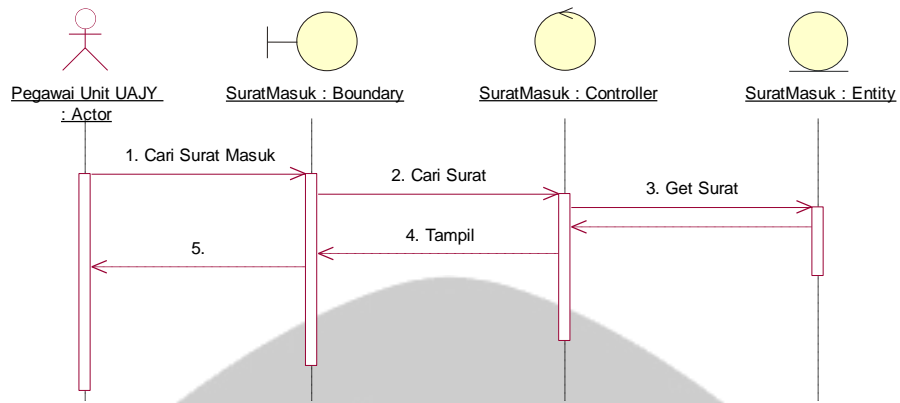 Pegawai Unit UAJY
: Actor
SuratMasuk : Boundary
SuratMasuk : Controller
SuratMasuk : Entity
1. Cari Surat Masuk
2. Cari Surat
3. Get Surat
4. Tampil
5.